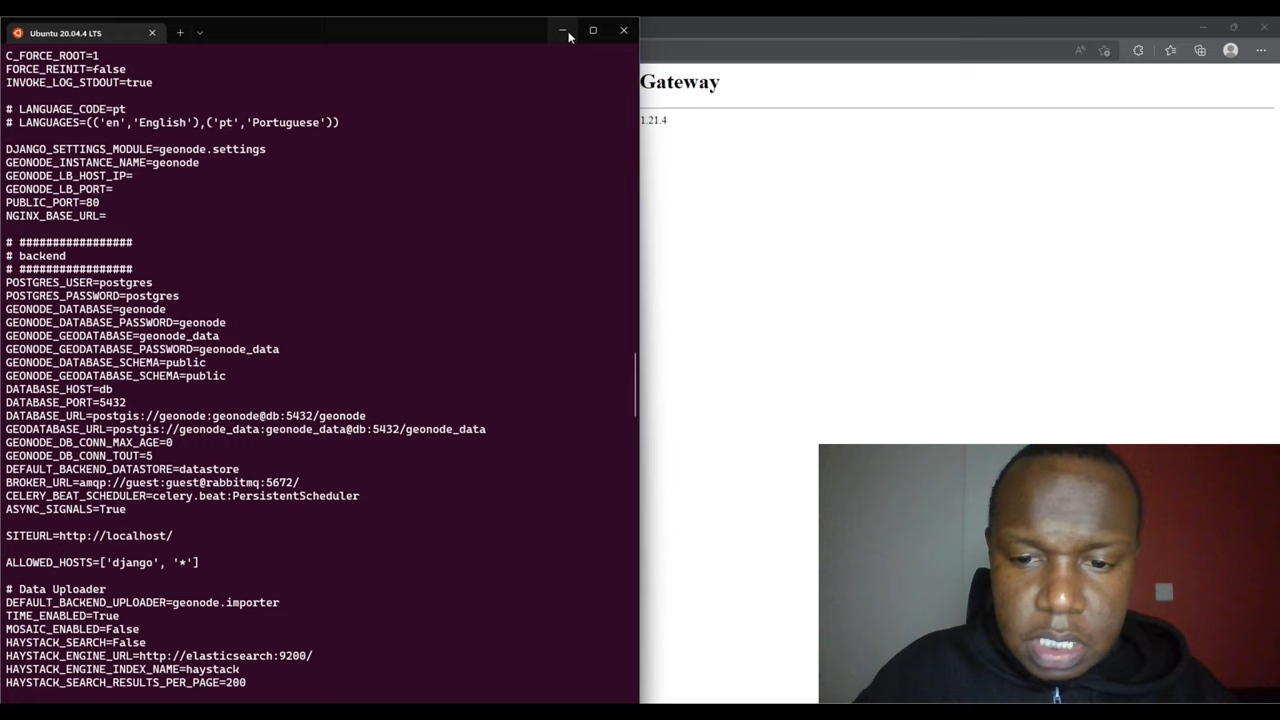 Ubuntu 20.04.4 LTS
C_FORCE_ROOT=1
FORCE_REINIT=false
INVOKE_LOG_STDOUT=true
# LANGUAGE_CODE=pt
# LANGUAGES=(('en','English'),('pt','Portuguese'))
DJANGO_SETTINGS_MODULE=geonode.settings
GEONODE_INSTANCE_NAME=geonode
GEONODE_LB_HOST_IP=
GEONODE_LB_PORT=
PUBLIC_PORT=80
NGINX_BASE_URL=
# #################
# backend
# #################
POSTGRES_USER=postgres
POSTGRES_PASSWORD=postgres
GEONODE_DATABASE=geonode
GEONODE_DATABASE_PASSWORD=geonode
GEONODE_GEODATABASE=geonode_data
GEONODE_GEODATABASE_PASSWORD=geonode_data
GEONODE_DATABASE_SCHEMA=public
GEONODE_GEODATABASE_SCHEMA=public
DATABASE_HOST=db
DATABASE_PORT=5432
DATABASE_URL=postgis://geonode:geonode@db:5432/geonode
GEODATABASE_URL=postgis://geonode_data:geonode_data@db:5432/geonode_data
GEONODE_DB_CONN_MAX_AGE=0
GEONODE_DB_CONN_TOUT=5
DEFAULT_BACKEND_DATASTORE=datastore
BROKER_URL=amqp://guest:guest@rabbitmq:5672/
CELERY_BEAT_SCHEDULER=celery.beat:PersistentScheduler
ASYNC_SIGNALS=True
SITEURL=http://localhost/
ALLOWED_HOSTS=['django', '*']
# Data Uploader
DEFAULT_BACKEND_UPLOADER=geonode.importer
TIME_ENABLED=True
MOSAIC_ENABLED=False
HAYSTACK_SEARCH=False
HAYSTACK_ENGINE_URL=http://elasticsearch:9200/
HAYSTACK_ENGINE_INDEX_NAME=haystack
HAYSTACK_SEARCH_RESULTS_PER_PAGE=200
Gateway
1.21.4